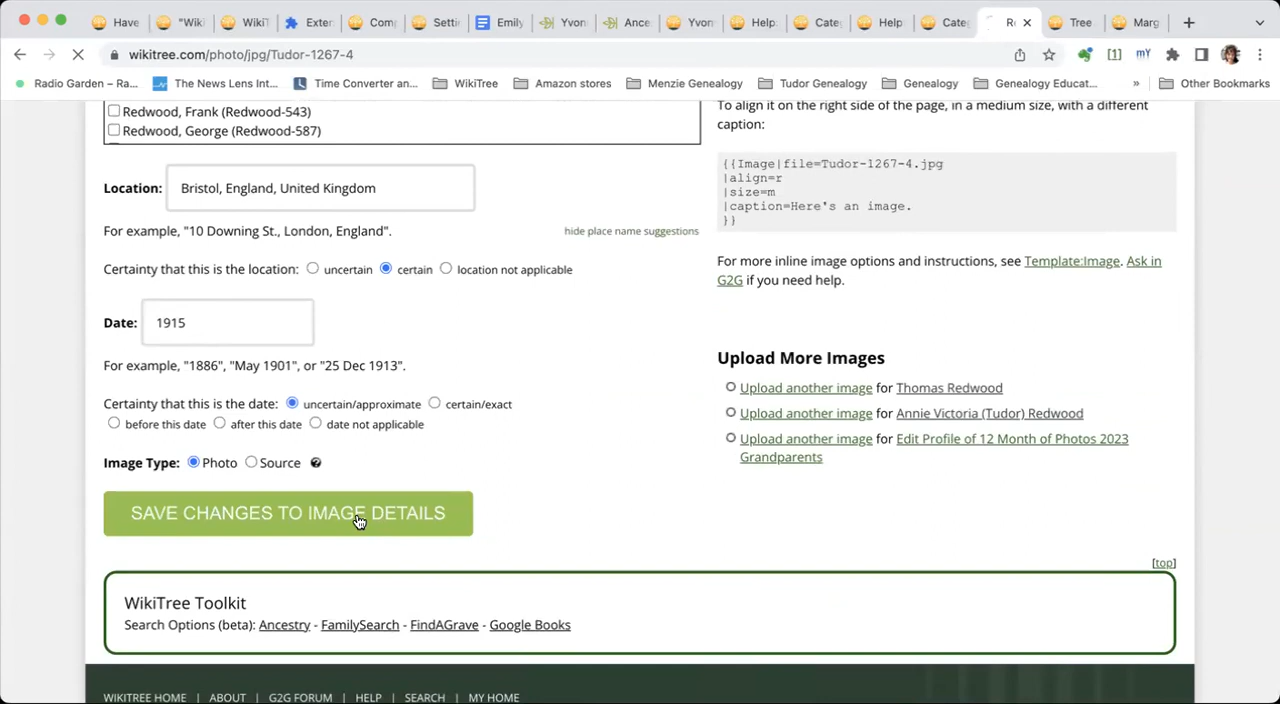 Have
"Wiki
WikiT
Exter
Comp
Settin
Emily
Yvon
Ance
Yvon
Help:
Categ
Help
Categ
Re
Tree
Marg
wikitree.com/photo/jpg/Tudor-1267-4
[1]
mY
Radio Garden – Ra...
The News Lens Int...
Time Converter an...
WikiTree
Amazon stores
Menzie Genealogy
Tudor Genealogy
Genealogy
Genealogy Educat...
»
Other Bookmarks
Redwood, Frank (Redwood-543)
Redwood, George (Redwood-587)
Location: Bristol, England, United Kingdom
For example, "10 Downing St., London, England".
hide place name suggestions
Certainty that this is the location: uncertain certain location not applicable
Date: 1915
For example, "1886", "May 1901", or "25 Dec 1913".
Certainty that this is the date: uncertain/approximate certain/exact
before this date after this date date not applicable
Image Type: Photo Source ?
SAVE CHANGES TO IMAGE DETAILS
To align it on the right side of the page, in a medium size, with a different
caption:
{{Image|file=Tudor-1267-4.jpg
|align=r
|size=m
|caption=Here's an image.
}}
For more inline image options and instructions, see Template:Image. Ask in
G2G if you need help.
Upload More Images
Upload another image for Thomas Redwood
Upload another image for Annie Victoria (Tudor) Redwood
Upload another image for Edit Profile of 12 Month of Photos 2023
Grandparents
[top]
WikiTree Toolkit
Search Options (beta): Ancestry - FamilySearch - FindAGrave - Google Books
WIKITREE HOME | ABOUT | G2G FORUM | HELP | SEARCH | MY HOME